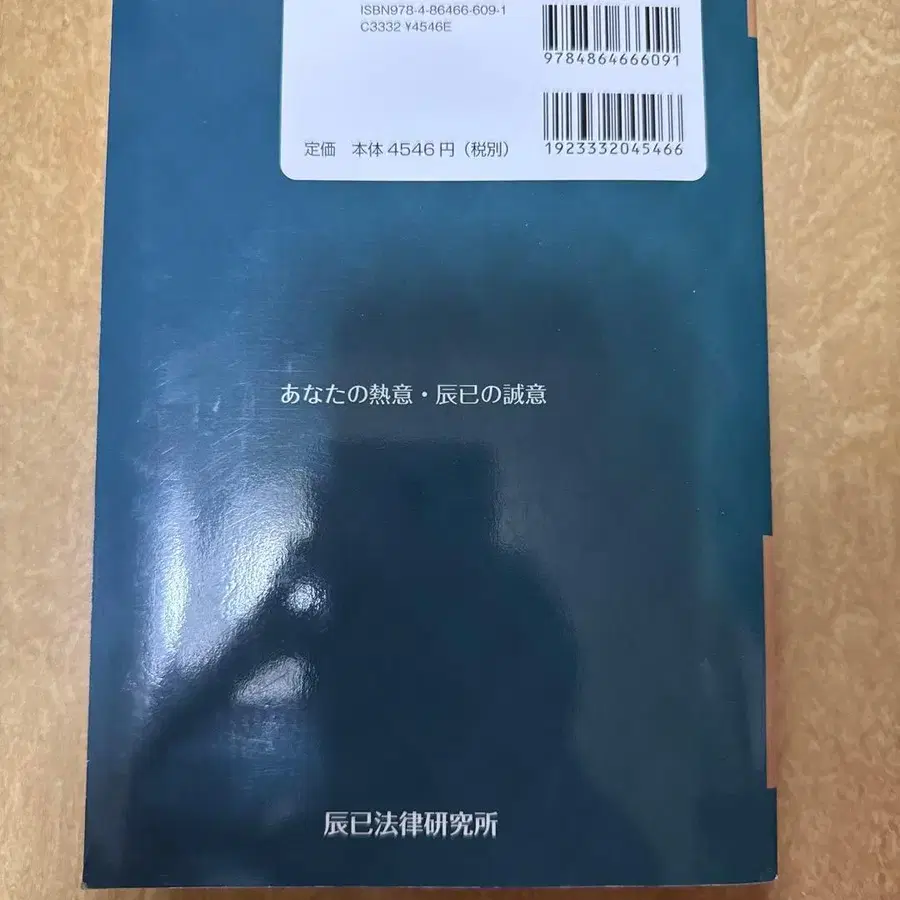 ISBN978-4-86466-609-1
C3332 ¥4546E
9784864666091
定価 本体4546円（税別）
1923332045466
あなたの熱意・辰已の誠意
辰已法律研究所